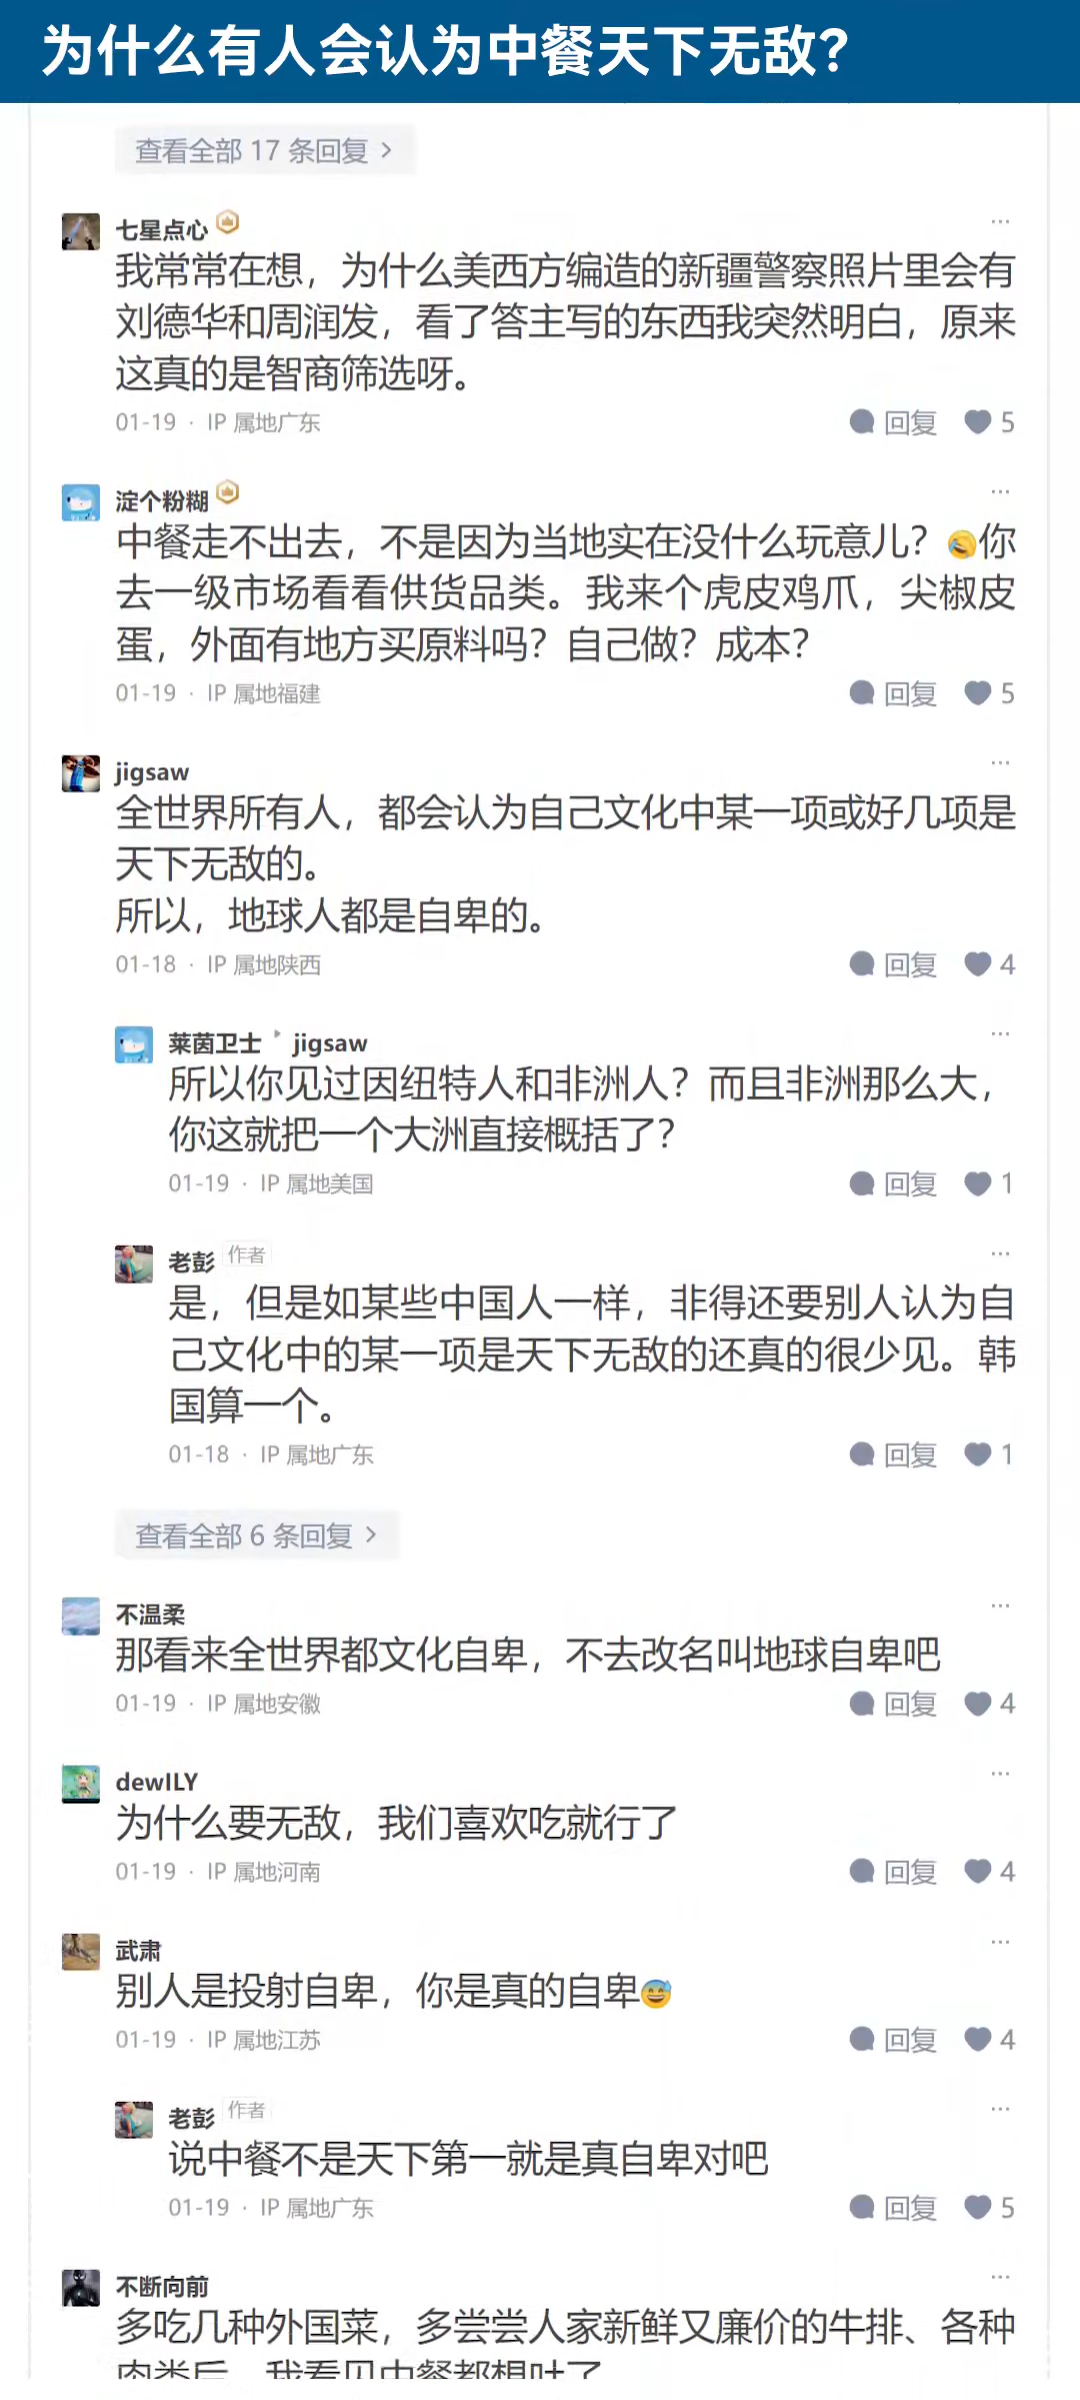 为什么有人会认为中餐天下无敌?
查看全部 17 条回复 >
七星点心
我常常在想，为什么美西方编造的新疆警察照片里会有
刘德华和周润发，看了答主写的东西我突然明白，原来
这真的是智商筛选呀。
01-19 · IP 属地广东 回复 5
淀个粉糊
中餐走不出去，不是因为当地实在没什么玩意儿？😂你
去一级市场看看供货品类。我来个虎皮鸡爪，尖椒皮
蛋，外面有地方买原料吗？自己做？成本？
01-19 · IP 属地福建 回复 5
jigsaw
全世界所有人，都会认为自己文化中某一项或好几项是
天下无敌的。
所以，地球人都是自卑的。
01-18 · IP 属地陕西 回复 4
莱茵卫士 ▸ jigsaw
所以你见过因纽特人和非洲人？而且非洲那么大，
你这就把一个大洲直接概括了？
01-19 · IP 属地美国 回复 1
老彭 作者
是，但是如某些中国人一样，非得还要别人认为自
己文化中的某一项是天下无敌的还真的很少见。韩
国算一个。
01-18 · IP 属地广东 回复 1
查看全部 6 条回复 >
不温柔
那看来全世界都文化自卑，不去改名叫地球自卑吧
01-19 · IP 属地安徽 回复 4
dewILY
为什么要无敌，我们喜欢吃就行了
01-19 · IP 属地河南 回复 4
武肃
别人是投射自卑，你是真的自卑😅
01-19 · IP 属地江苏 回复 4
老彭 作者
说中餐不是天下第一就是真自卑对吧
01-19 · IP 属地广东 回复 5
不断向前
多吃几种外国菜，多尝尝人家新鲜又廉价的牛排、各种
肉类后，我看见中餐都想吐了